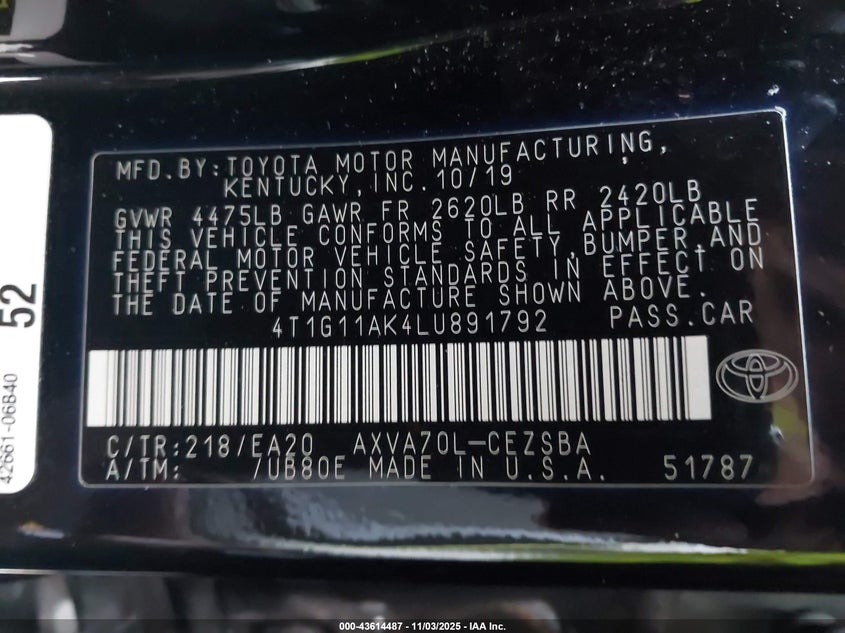 MFD.BY:TOYOTA MOTOR MANUFACTURING,
KENTUCKY,INC.10/19
GVWR 4475LB GAWR FR 2620LB RR 2420LB
THIS VEHICLE CONFORMS TO ALL APPLICABLE
FEDERAL MOTOR VEHICLE SAFETY,BUMPER,AND
THEFT PREVENTION STANDARDS IN EFFECT ON
THE DATE OF MANUFACTURE SHOWN ABOVE.
4T1G11AK4LU891792 PASS.CAR
C/TR:218/EA20 AXVA70L-CEZSBA
A/TM: /UB80E MADE IN U.S.A. 51787
52
42661-06B40
000-43614487 - 11/03/2025 - IAA Inc.